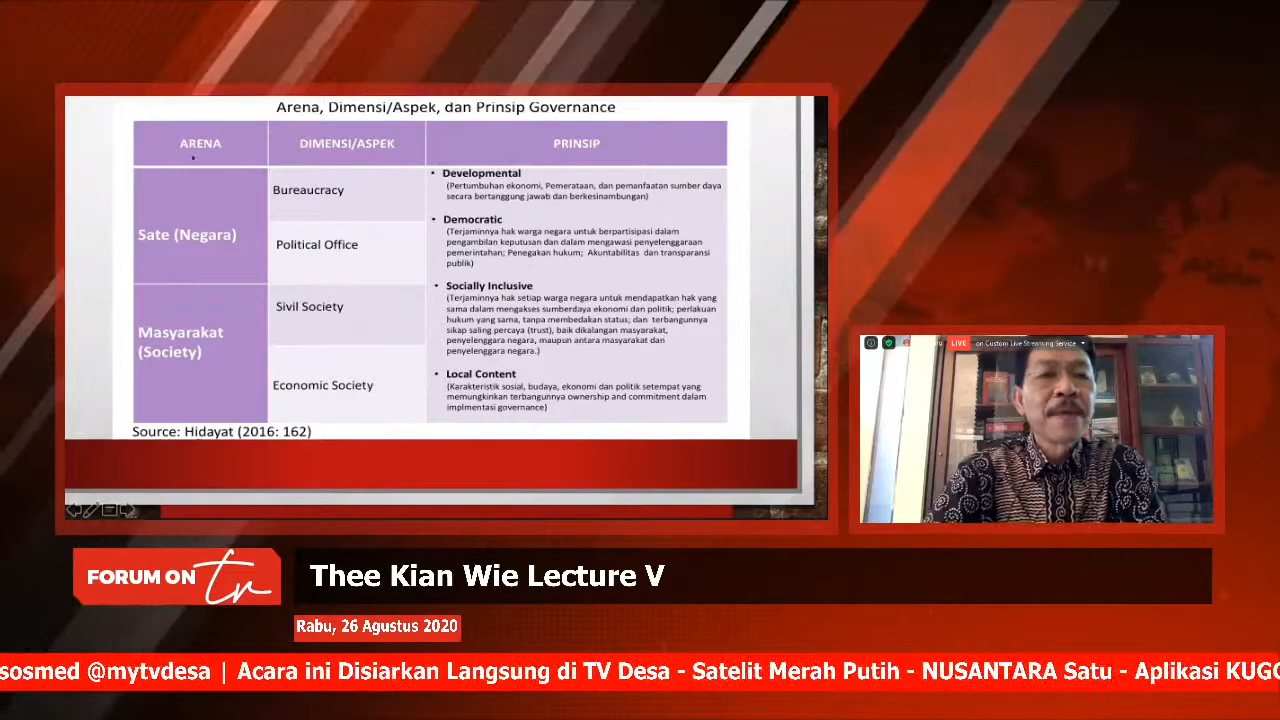 Arena, Dimensi/Aspek, dan Prinsip Governance
ARENA
DIMENSI/ASPEK
PRINSIP
Sate (Negara)
Bureaucracy
Political Office
Masyarakat
(Society)
Sivil Society
Economic Society
• Developmental
(Pertumbuhan ekonomi, Pemerataan, dan pemanfaatan sumber daya
secara bertanggung jawab dan berkesinambungan)
• Democratic
(Terjaminnya hak warga negara untuk berpartisipasi dalam
pengambilan keputusan dan dalam mengawasi penyelenggaraan
pemerintahan; Penegakan hukum; Akuntabilitas dan transparansi
publik)
• Socially Inclusive
(Terjaminnya hak setiap warga negara untuk mendapatkan hak yang
sama dalam mengakses sumberdaya ekonomi dan politik; perlakuan
hukum yang sama, tanpa membedakan status; dan terbangunnya
sikap saling percaya (trust), baik dikalangan masyarakat,
penyelenggara negara, maupun antara masyarakat dan
penyelenggara negara.)
• Local Content
(Karakteristik sosial, budaya, ekonomi dan politik setempat yang
memungkinkan terbangunnya ownership and commitment dalam
implmentasi governance)
Source: Hidayat (2016: 162)
LIVE on Custom Live Streaming Service
FORUM ON tr
Thee Kian Wie Lecture V
Rabu, 26 Agustus 2020
sosmed @mytvdesa | Acara ini Disiarkan Langsung di TV Desa - Satelit Merah Putih - NUSANTARA Satu - Aplikasi KUGO